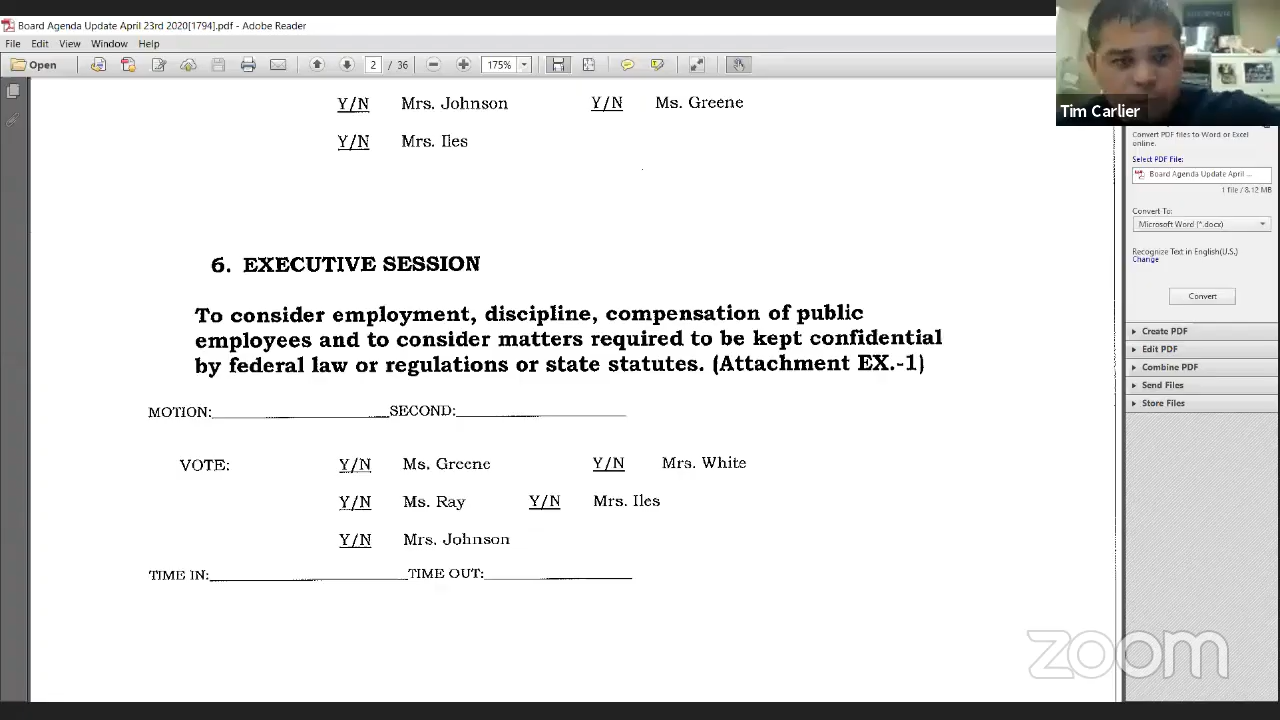 Board Agenda Update April 23rd 2020[1794].pdf - Adobe Reader
File Edit View Window Help
Open 2 / 36 175%
Y/N Mrs. Johnson Y/N Ms. Greene
Y/N Mrs. Iles
6. EXECUTIVE SESSION
To consider employment, discipline, compensation of public
employees and to consider matters required to be kept confidential
by federal law or regulations or state statutes. (Attachment EX.-1)
MOTION: SECOND:
VOTE: Y/N Ms. Greene Y/N Mrs. White
Y/N Ms. Ray Y/N Mrs. Iles
Y/N Mrs. Johnson
TIME IN: TIME OUT:
Tim Carlier
Convert PDF files to Word or Excel
online.
Select PDF File:
Board Agenda Update April ...
1 file / 8.12 MB
Convert To:
Microsoft Word (*.docx)
Recognize Text in English(U.S.)
Change
Convert
Create PDF
Edit PDF
Combine PDF
Send Files
Store Files
zoom